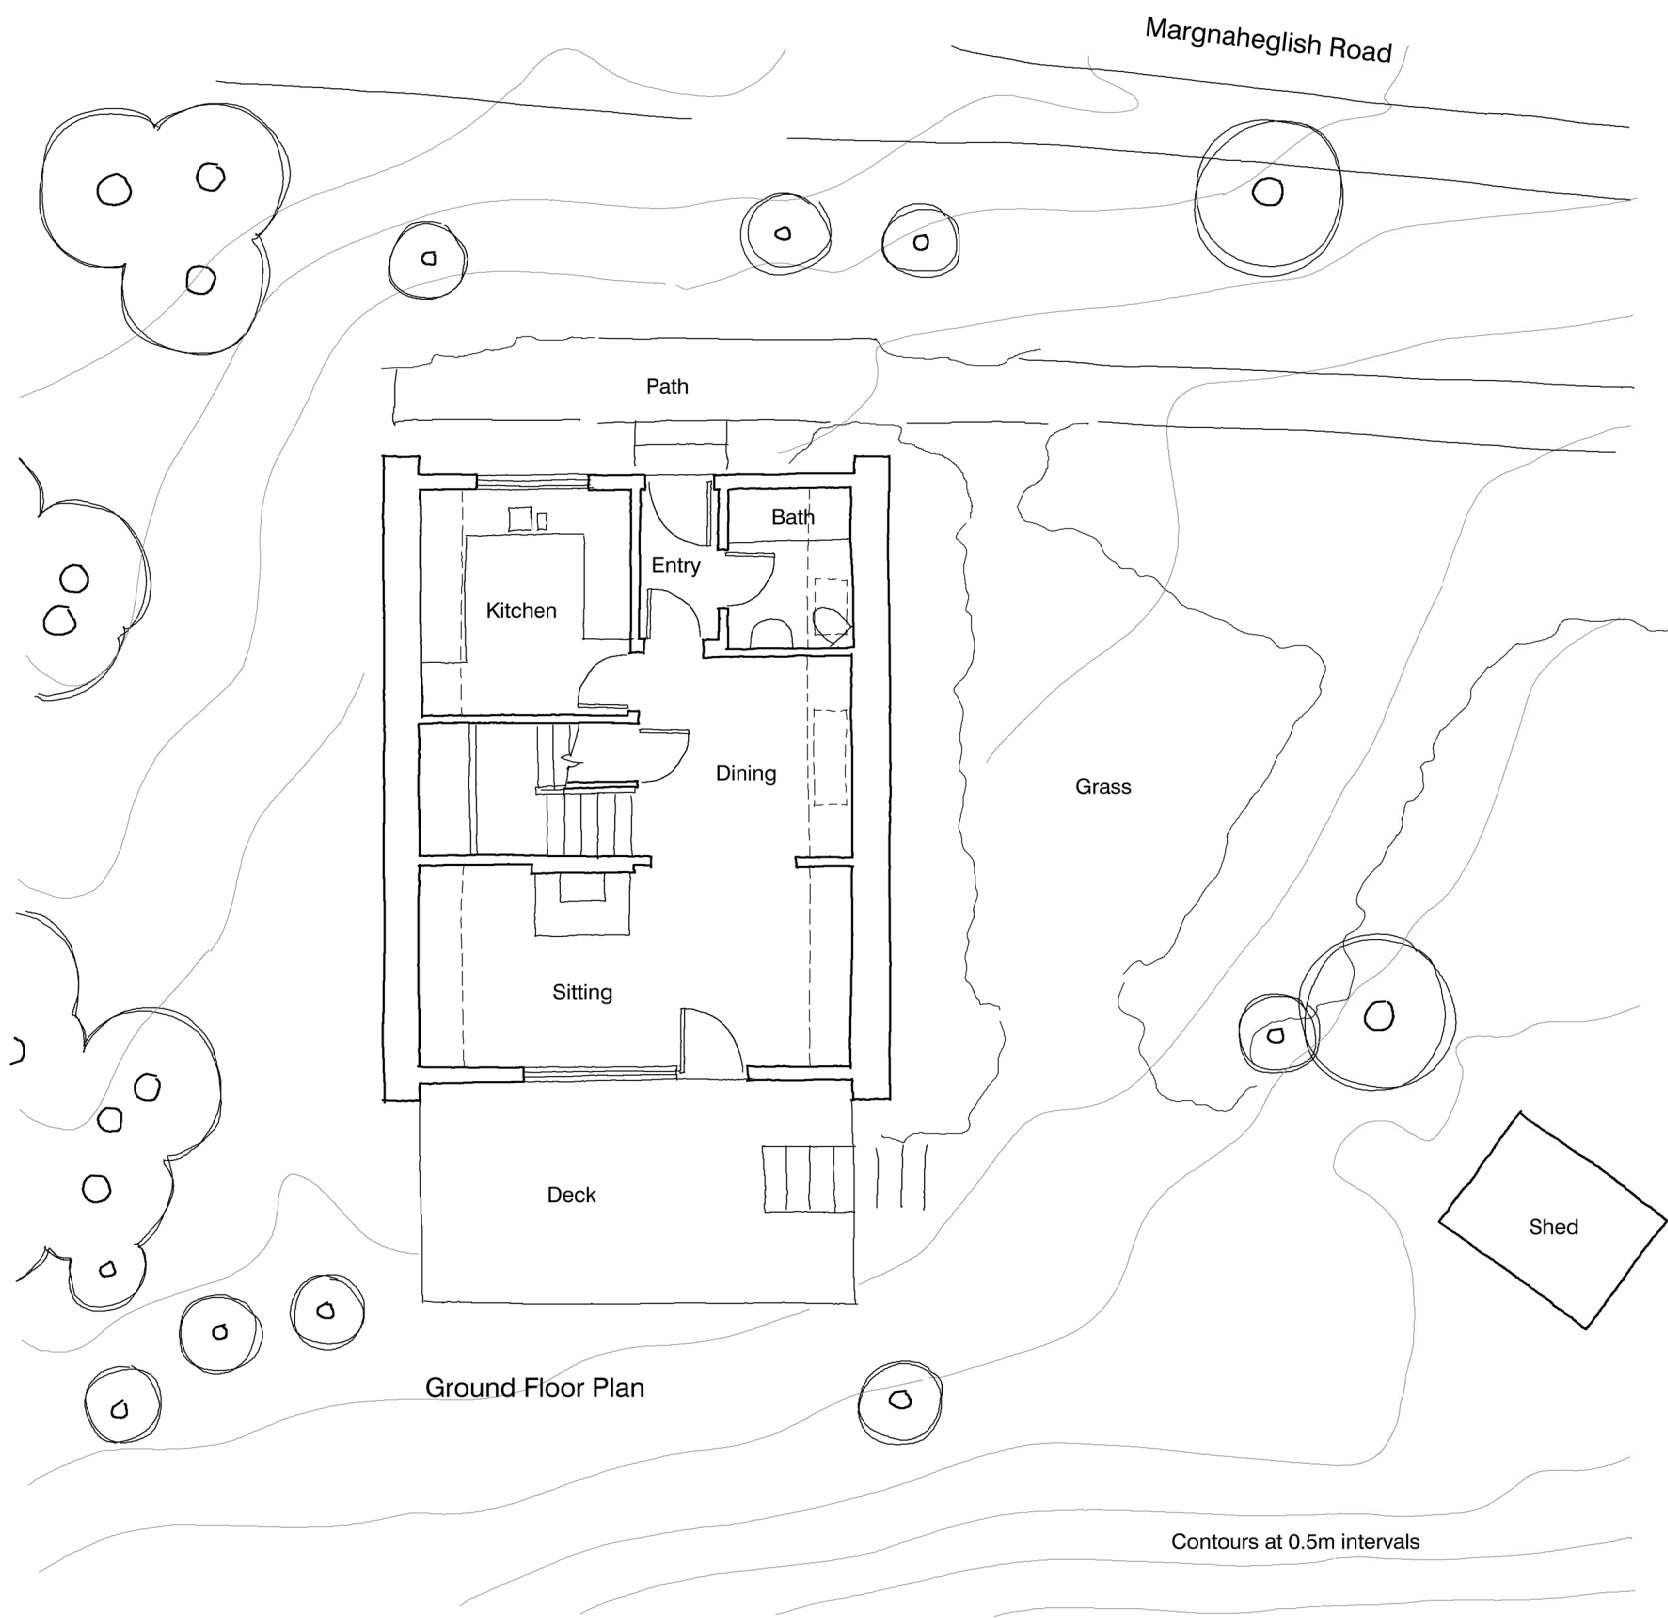 Margnaheglish Road
Path
Bath
Entry
Kitchen
Dining
Grass
Sitting
Deck
Shed
Ground Floor Plan
Contours at 0.5m intervals